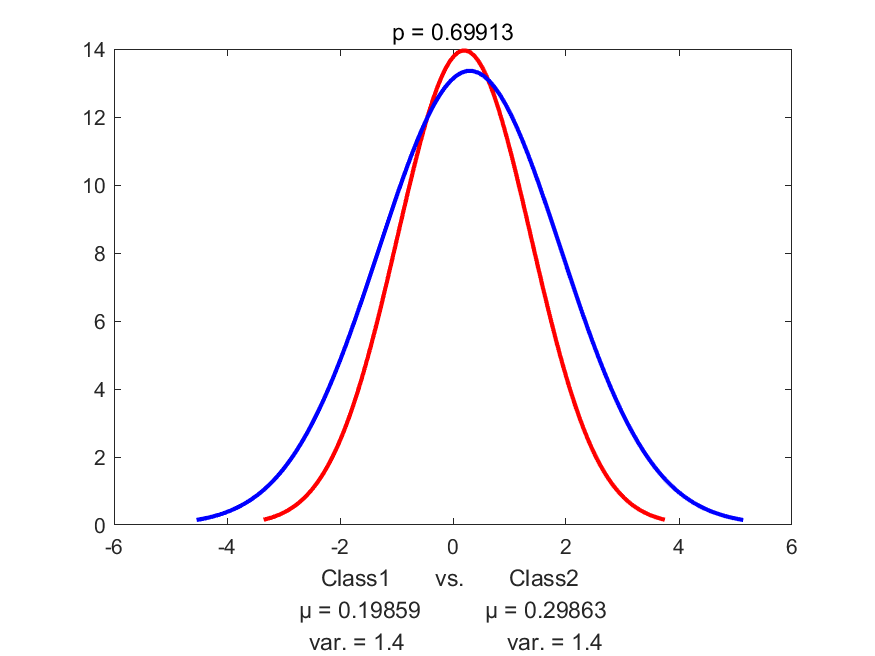 p = 0.69913
14
12
10
8
6
4
2
0
-6 -4 -2 0 2 4 6
Class1 vs. Class2
μ = 0.19859 μ = 0.29863
var. = 1.4 var. = 1.4